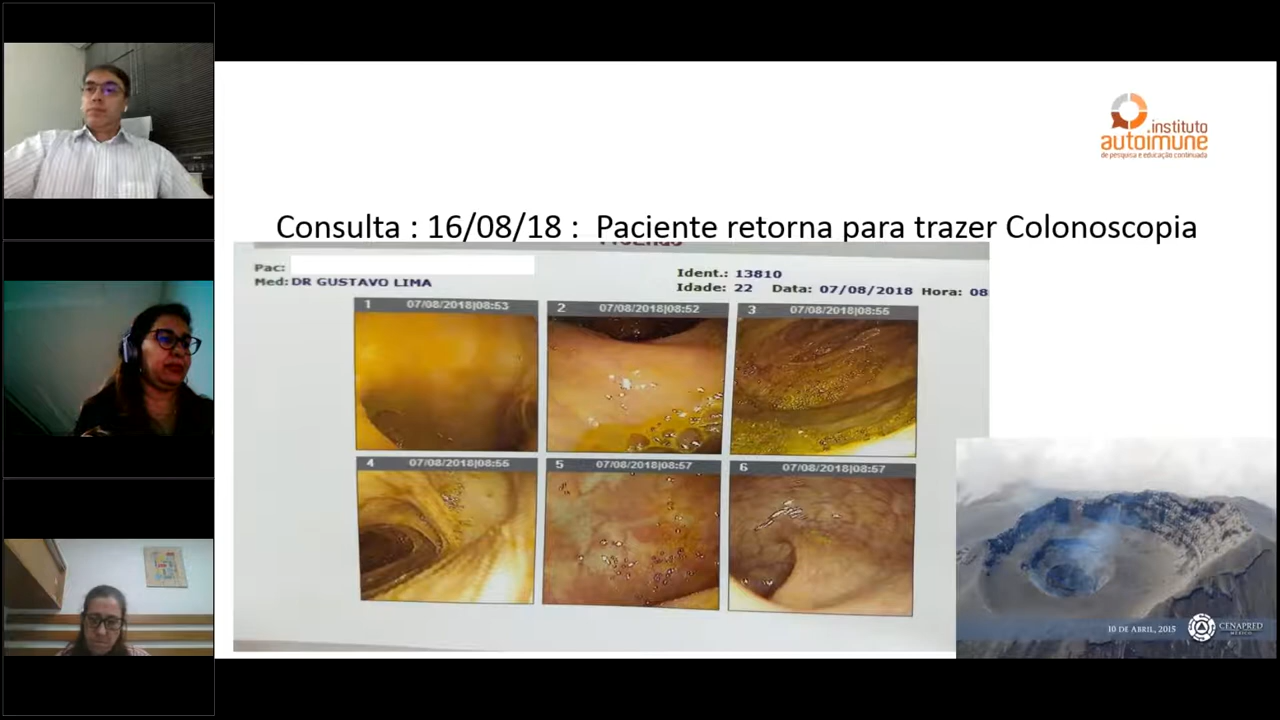 .instituto
autoimune
de pesquisa e educação continuada
Consulta : 16/08/18 : Paciente retorna para trazer Colonoscopia
Pac:
Med: DR GUSTAVO LIMA
Ident.: 13810
Idade: 22 Data: 07/08/2018 Hora: 08
1 07/08/2018|08:53
2 07/08/2018|08:52
3 07/08/2018|08:55
4 07/08/2018|08:55
5 07/08/2018|08:57
6 07/08/2018|08:57
10 DE ABRIL, 2015
CENAPRED
MÉXICO